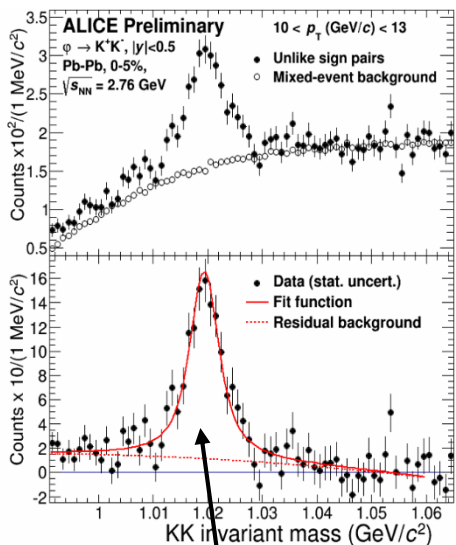 ALICE Preliminary
φ → K⁺K⁻, |y|<0.5
Pb-Pb, 0-5%,
√sNN = 2.76 GeV
10 < pT (GeV/c) < 13
Unlike sign pairs
Mixed-event background
Counts x10²/(1 MeV/c²)
3.5
3
2.5
2
1.5
1
0.5
Data (stat. uncert.)
Fit function
Residual background
Counts x 10/(1 MeV/c²)
16
14
12
10
8
6
4
2
0
-2
1 1.01 1.02 1.03 1.04 1.05 1.06
KK invariant mass (GeV/c²)